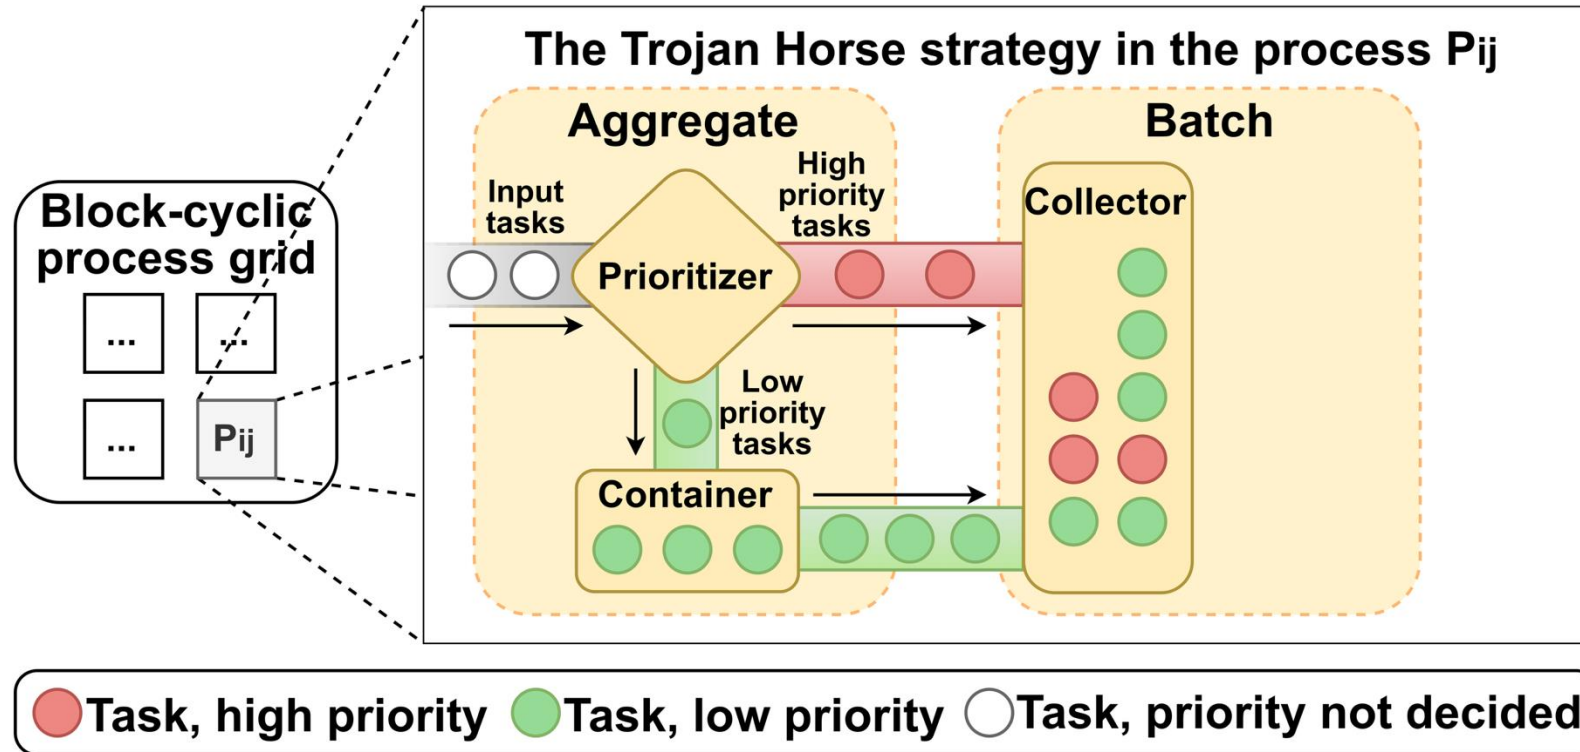 The Trojan Horse strategy in the process Pij
Block-cyclic
process grid
...
...
...
Pij
Aggregate
Input
tasks
Prioritizer
High
priority
tasks
Low
priority
tasks
Container
Batch
Collector
Task, high priority
Task, low priority
Task, priority not decided